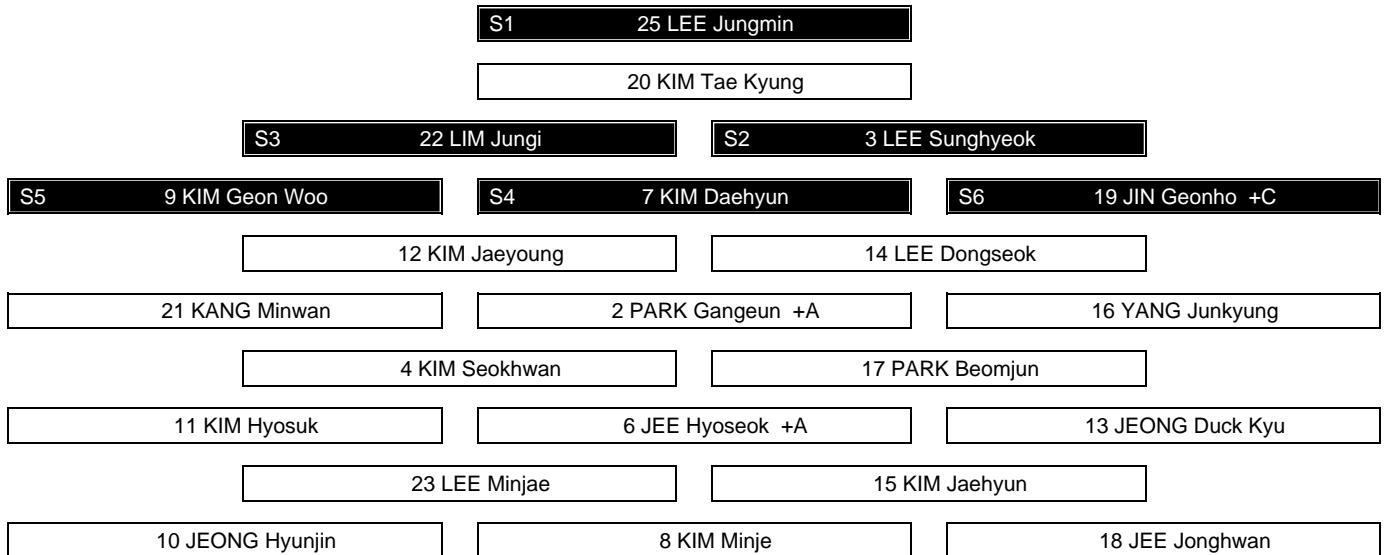 S1 25 LEE Jungmin
20 KIM Tae Kyung
S3 22 LIM Jungi S2 3 LEE Sunghyeok
S5 9 KIM Geon Woo S4 7 KIM Daehyun S6 19 JIN Geonho +C
12 KIM Jaeyoung 14 LEE Dongseok
21 KANG Minwan 2 PARK Gangeun +A 16 YANG Junkyung
4 KIM Seokhwan 17 PARK Beomjun
11 KIM Hyosuk 6 JEE Hyoseok +A 13 JEONG Duck Kyu
23 LEE Minjae 15 KIM Jaehyun
10 JEONG Hyunjin 8 KIM Minje 18 JEE Jonghwan